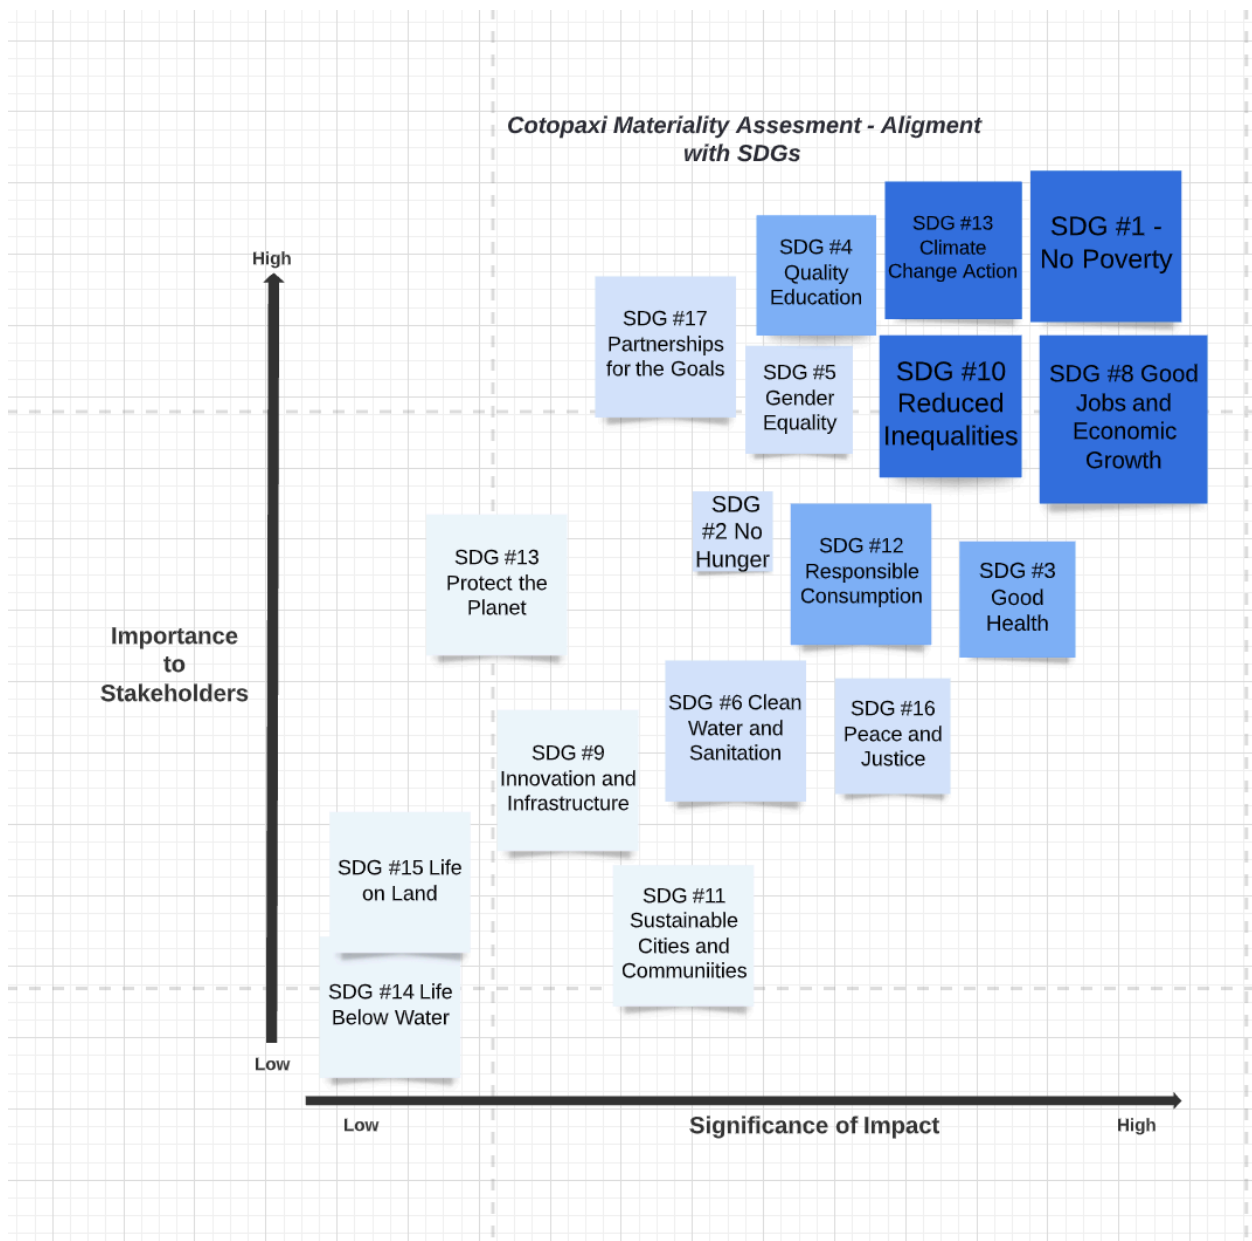 Cotopaxi Materiality Assesment - Aligment
with SDGs
High
SDG #4
Quality
Education
SDG #13
Climate
Change Action
SDG #1 -
No Poverty
SDG #17
Partnerships
for the Goals
SDG #5
Gender
Equality
SDG #10
Reduced
Inequalities
SDG #8 Good
Jobs and
Economic
Growth
SDG #13
Protect the
Planet
SDG
#2 No
Hunger
SDG #12
Responsible
Consumption
SDG #3
Good
Health
Importance
to
Stakeholders
SDG #9
Innovation and
Infrastructure
SDG #6 Clean
Water and
Sanitation
SDG #16
Peace and
Justice
SDG #15 Life
on Land
SDG #11
Sustainable
Cities and
Communiities
SDG #14 Life
Below Water
Low
Low
Significance of Impact
High